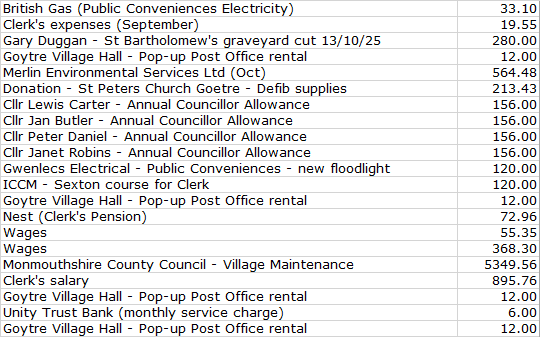 British Gas (Public Conveniences Electricity) 33.10
Clerk's expenses (September) 19.55
Gary Duggan - St Bartholomew's graveyard cut 13/10/25 280.00
Goytre Village Hall - Pop-up Post Office rental 12.00
Merlin Environmental Services Ltd (Oct) 564.48
Donation - St Peters Church Goetre - Defib supplies 213.43
Cllr Lewis Carter - Annual Councillor Allowance 156.00
Cllr Jan Butler - Annual Councillor Allowance 156.00
Cllr Peter Daniel - Annual Councillor Allowance 156.00
Cllr Janet Robins - Annual Councillor Allowance 156.00
Gwenlecs Electrical - Public Conveniences - new floodlight 120.00
ICCM - Sexton course for Clerk 120.00
Goytre Village Hall - Pop-up Post Office rental 12.00
Nest (Clerk's Pension) 72.96
Wages 55.35
Wages 368.30
Monmouthshire County Council - Village Maintenance 5349.56
Clerk's salary 895.76
Goytre Village Hall - Pop-up Post Office rental 12.00
Unity Trust Bank (monthly service charge) 6.00
Goytre Village Hall - Pop-up Post Office rental 12.00